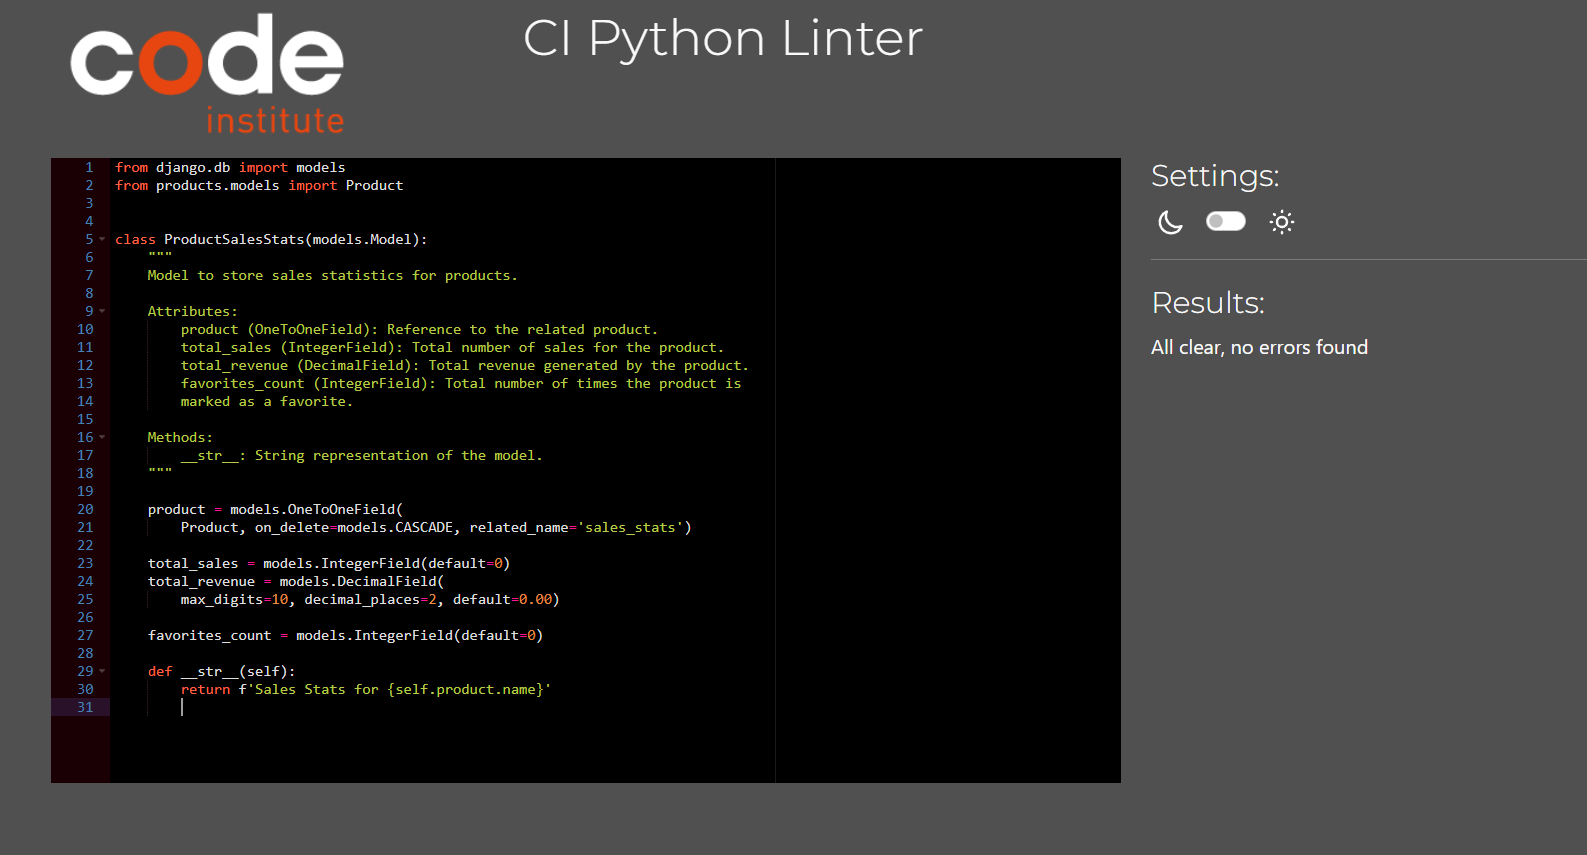 code
institute
CI Python Linter
1 from django.db import models
2 from products.models import Product
3
4
5 class ProductSalesStats(models.Model):
6     """
7     Model to store sales statistics for products.
8
9     Attributes:
10         product (OneToOneField): Reference to the related product.
11         total_sales (IntegerField): Total number of sales for the product.
12         total_revenue (DecimalField): Total revenue generated by the product.
13         favorites_count (IntegerField): Total number of times the product is
14         marked as a favorite.
15
16     Methods:
17         __str__: String representation of the model.
18     """
19
20     product = models.OneToOneField(
21         Product, on_delete=models.CASCADE, related_name='sales_stats')
22
23     total_sales = models.IntegerField(default=0)
24     total_revenue = models.DecimalField(
25         max_digits=10, decimal_places=2, default=0.00)
26
27     favorites_count = models.IntegerField(default=0)
28
29     def __str__(self):
30         return f'Sales Stats for {self.product.name}'
31
Settings:
Results:
All clear, no errors found